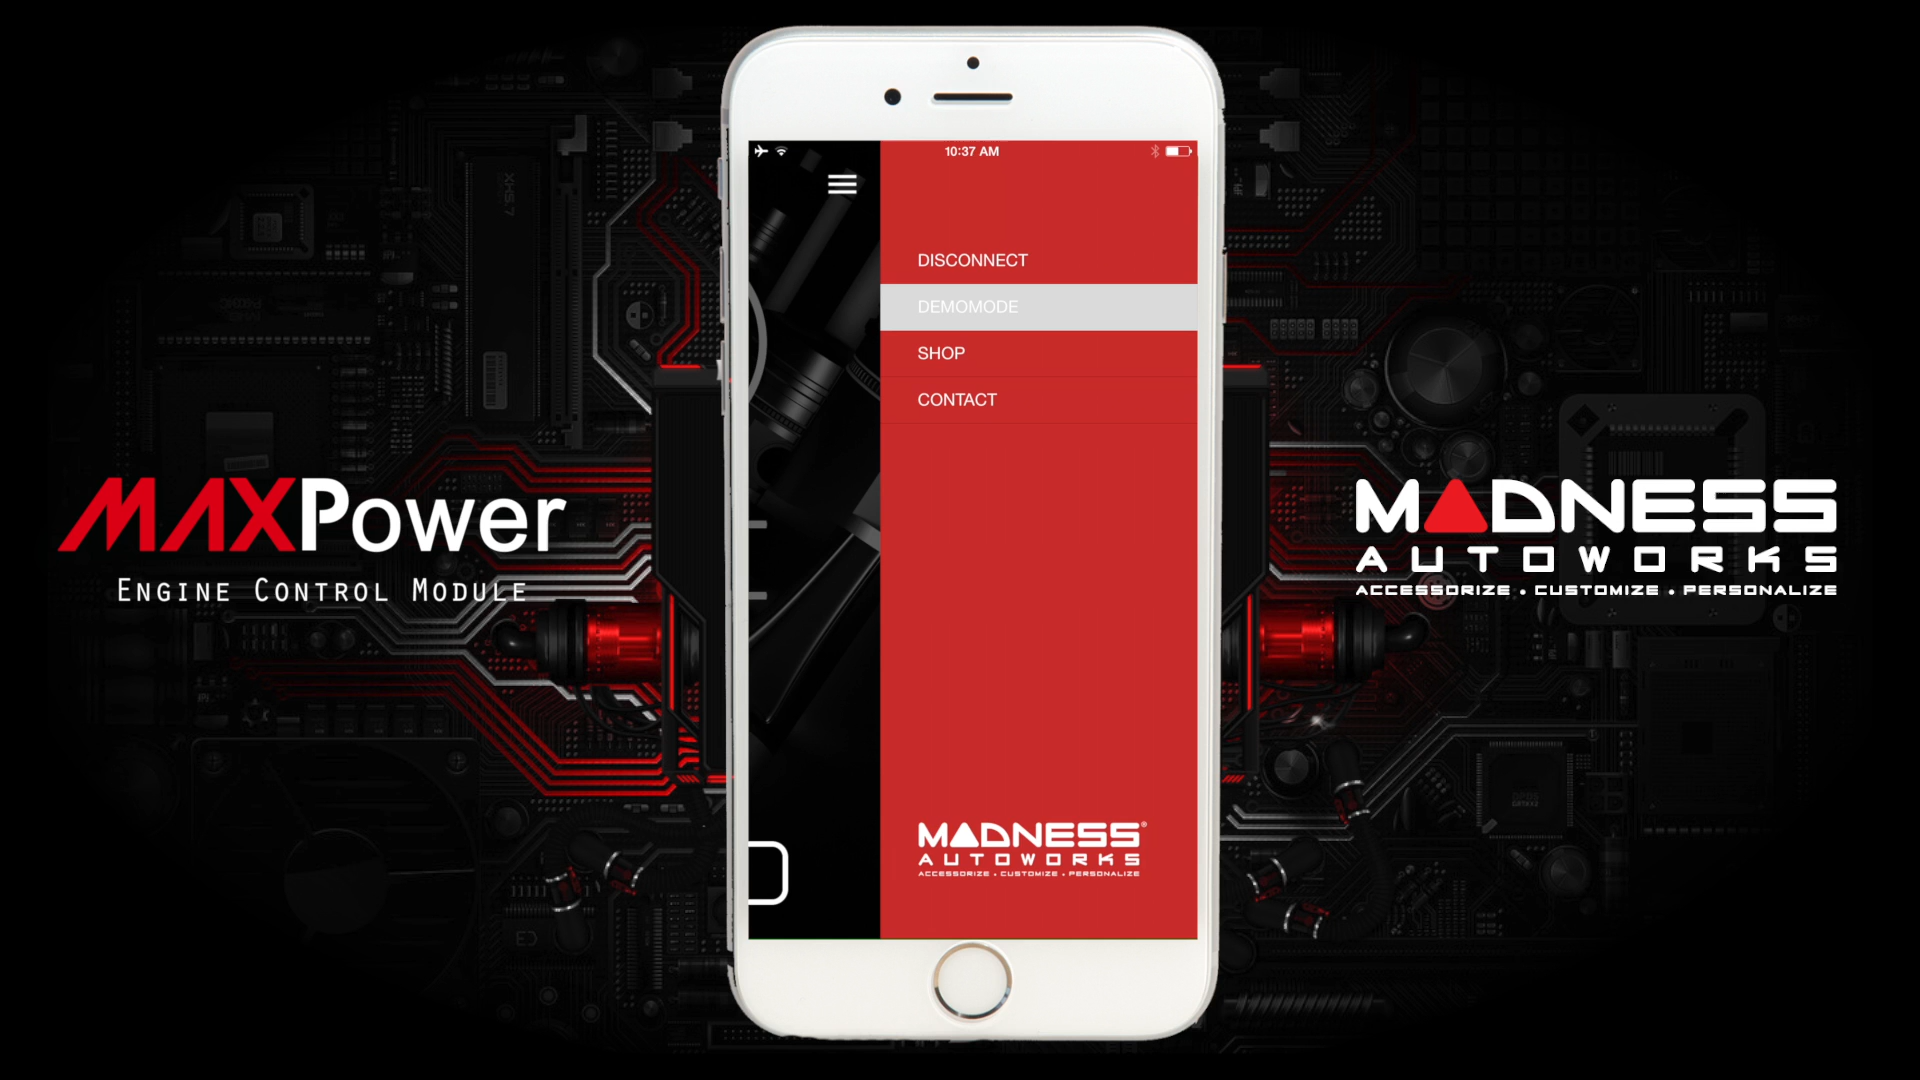 10:37 AM
DISCONNECT
DEMOMODE
SHOP
CONTACT
MAXPower
ENGINE CONTROL MODULE
MADNESS
AUTOWORKS
ACCESSORIZE • CUSTOMIZE • PERSONALIZE
MADNESS®
AUTOWORKS
ACCESSORIZE • CUSTOMIZE • PERSONALIZE